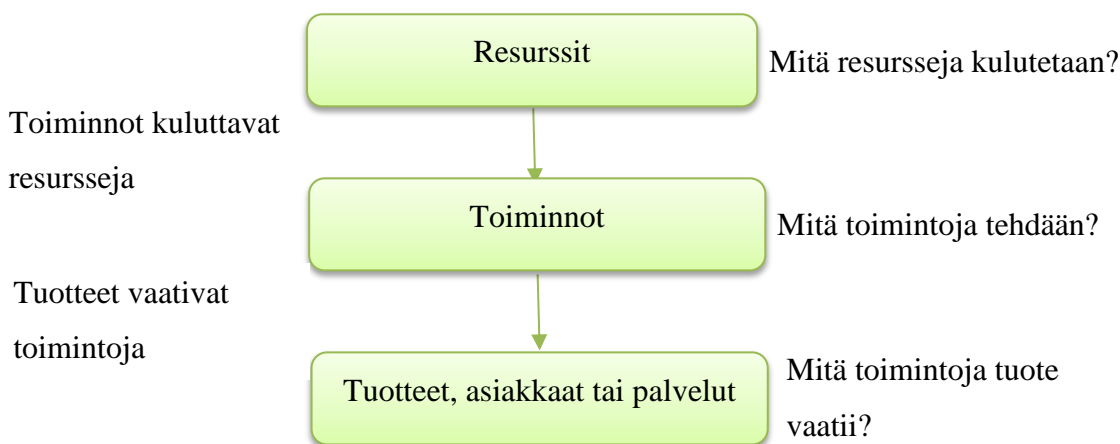 Resurssit
Mitä resursseja kulutetaan?
Toiminnot kuluttavat
resursseja
Toiminnot
Mitä toimintoja tehdään?
Tuotteet vaativat
toimintoja
Tuotteet, asiakkaat tai palvelut
Mitä toimintoja tuote
vaatii?